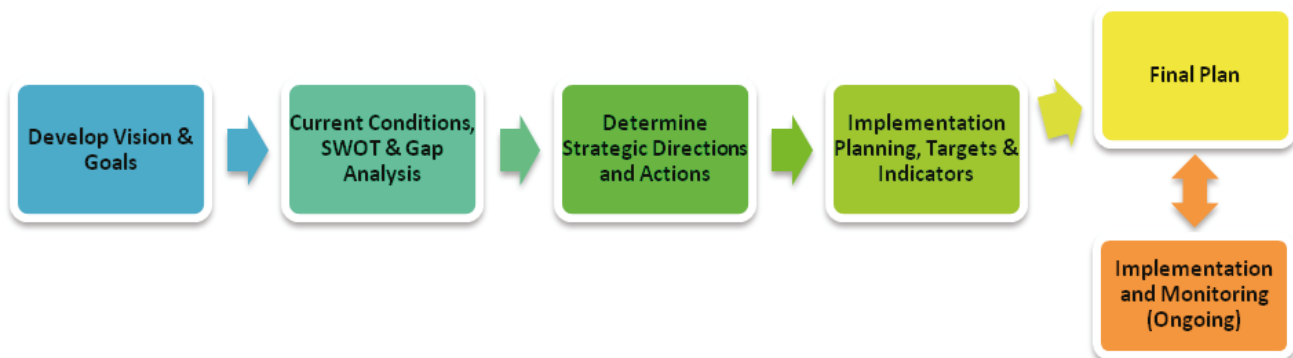 Develop Vision &
Goals
Current Conditions,
SWOT & Gap
Analysis
Determine
Strategic Directions
and Actions
Implementation
Planning, Targets &
Indicators
Final Plan
Implementation
and Monitoring
(Ongoing)